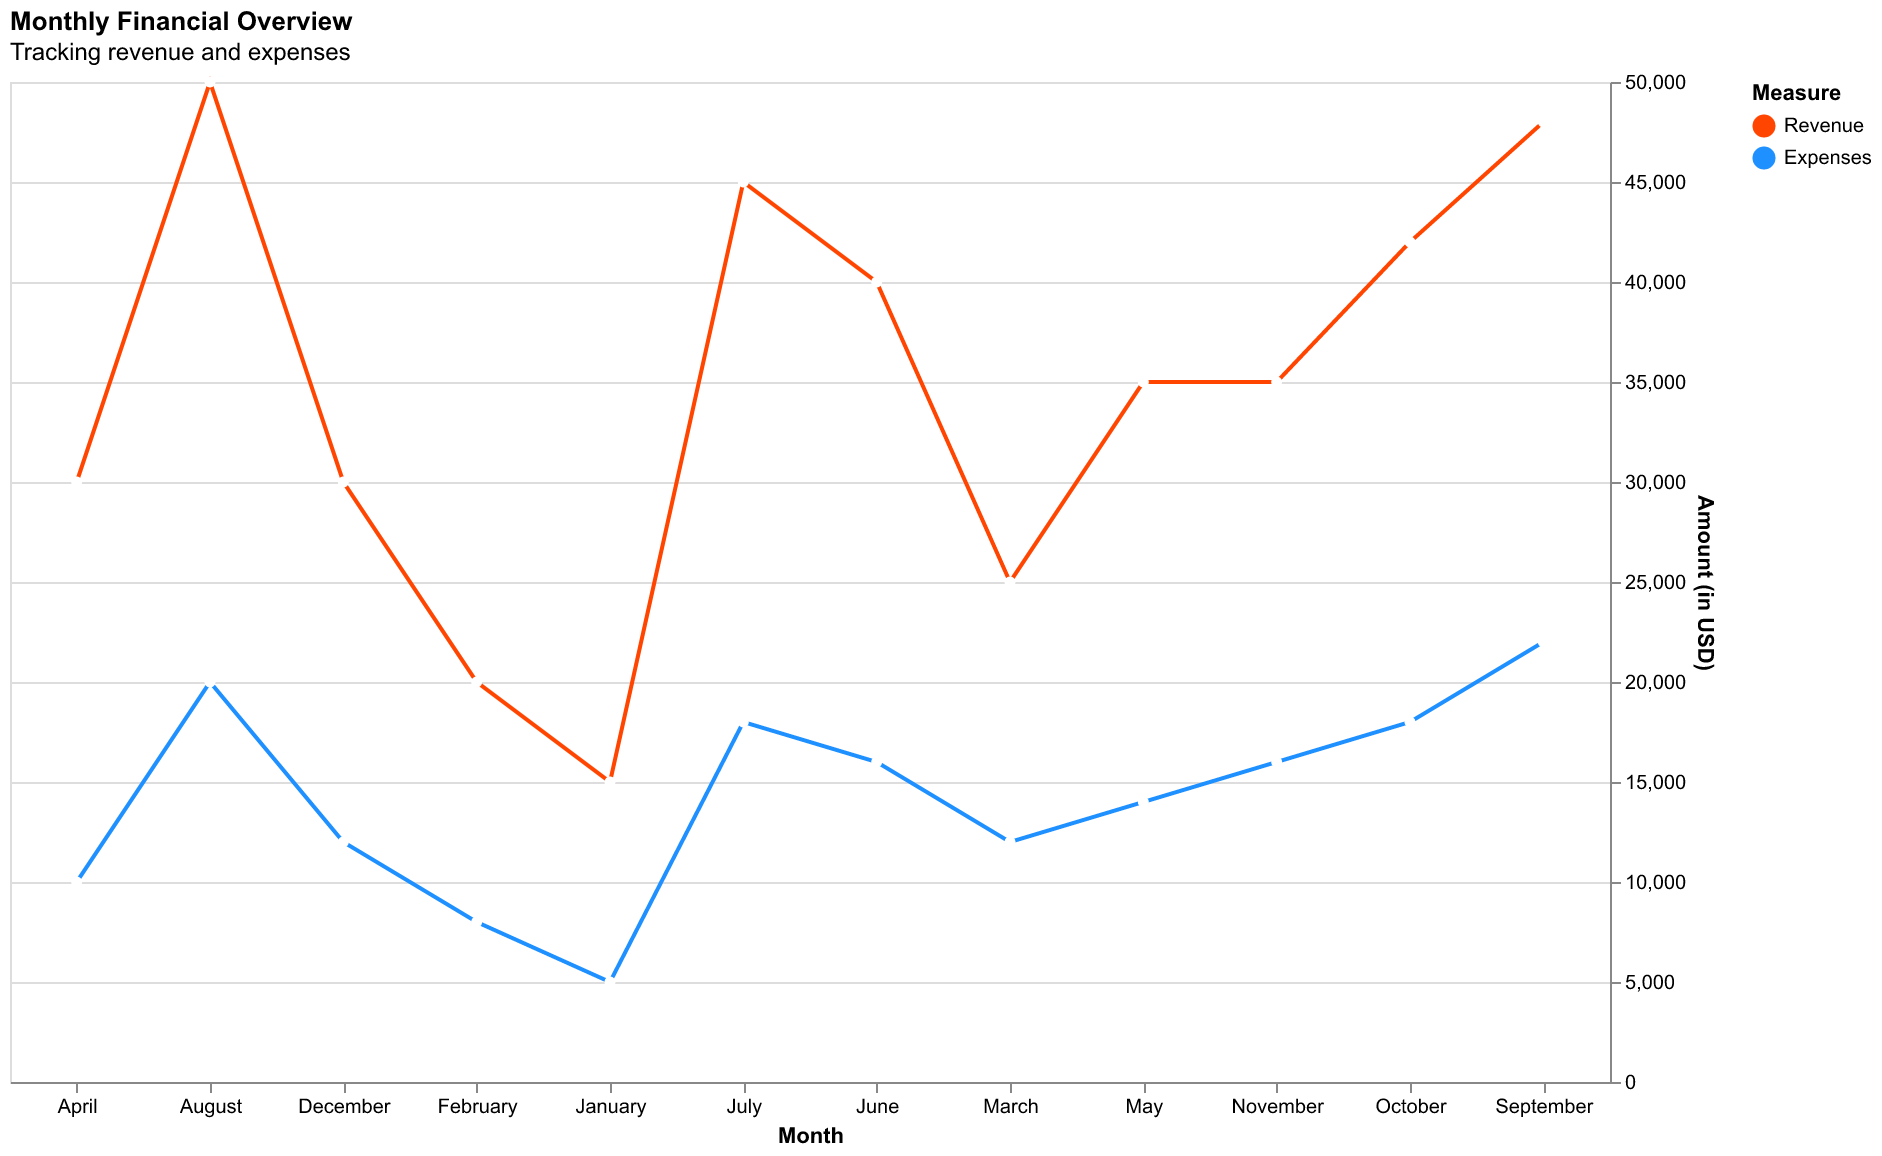 Monthly Financial Overview
Tracking revenue and expenses
50,000
45,000
40,000
35,000
30,000
25,000
20,000
15,000
10,000
5,000
0
Amount (in USD)
April August December February January July June March May November October September
Month
Measure
Revenue
Expenses